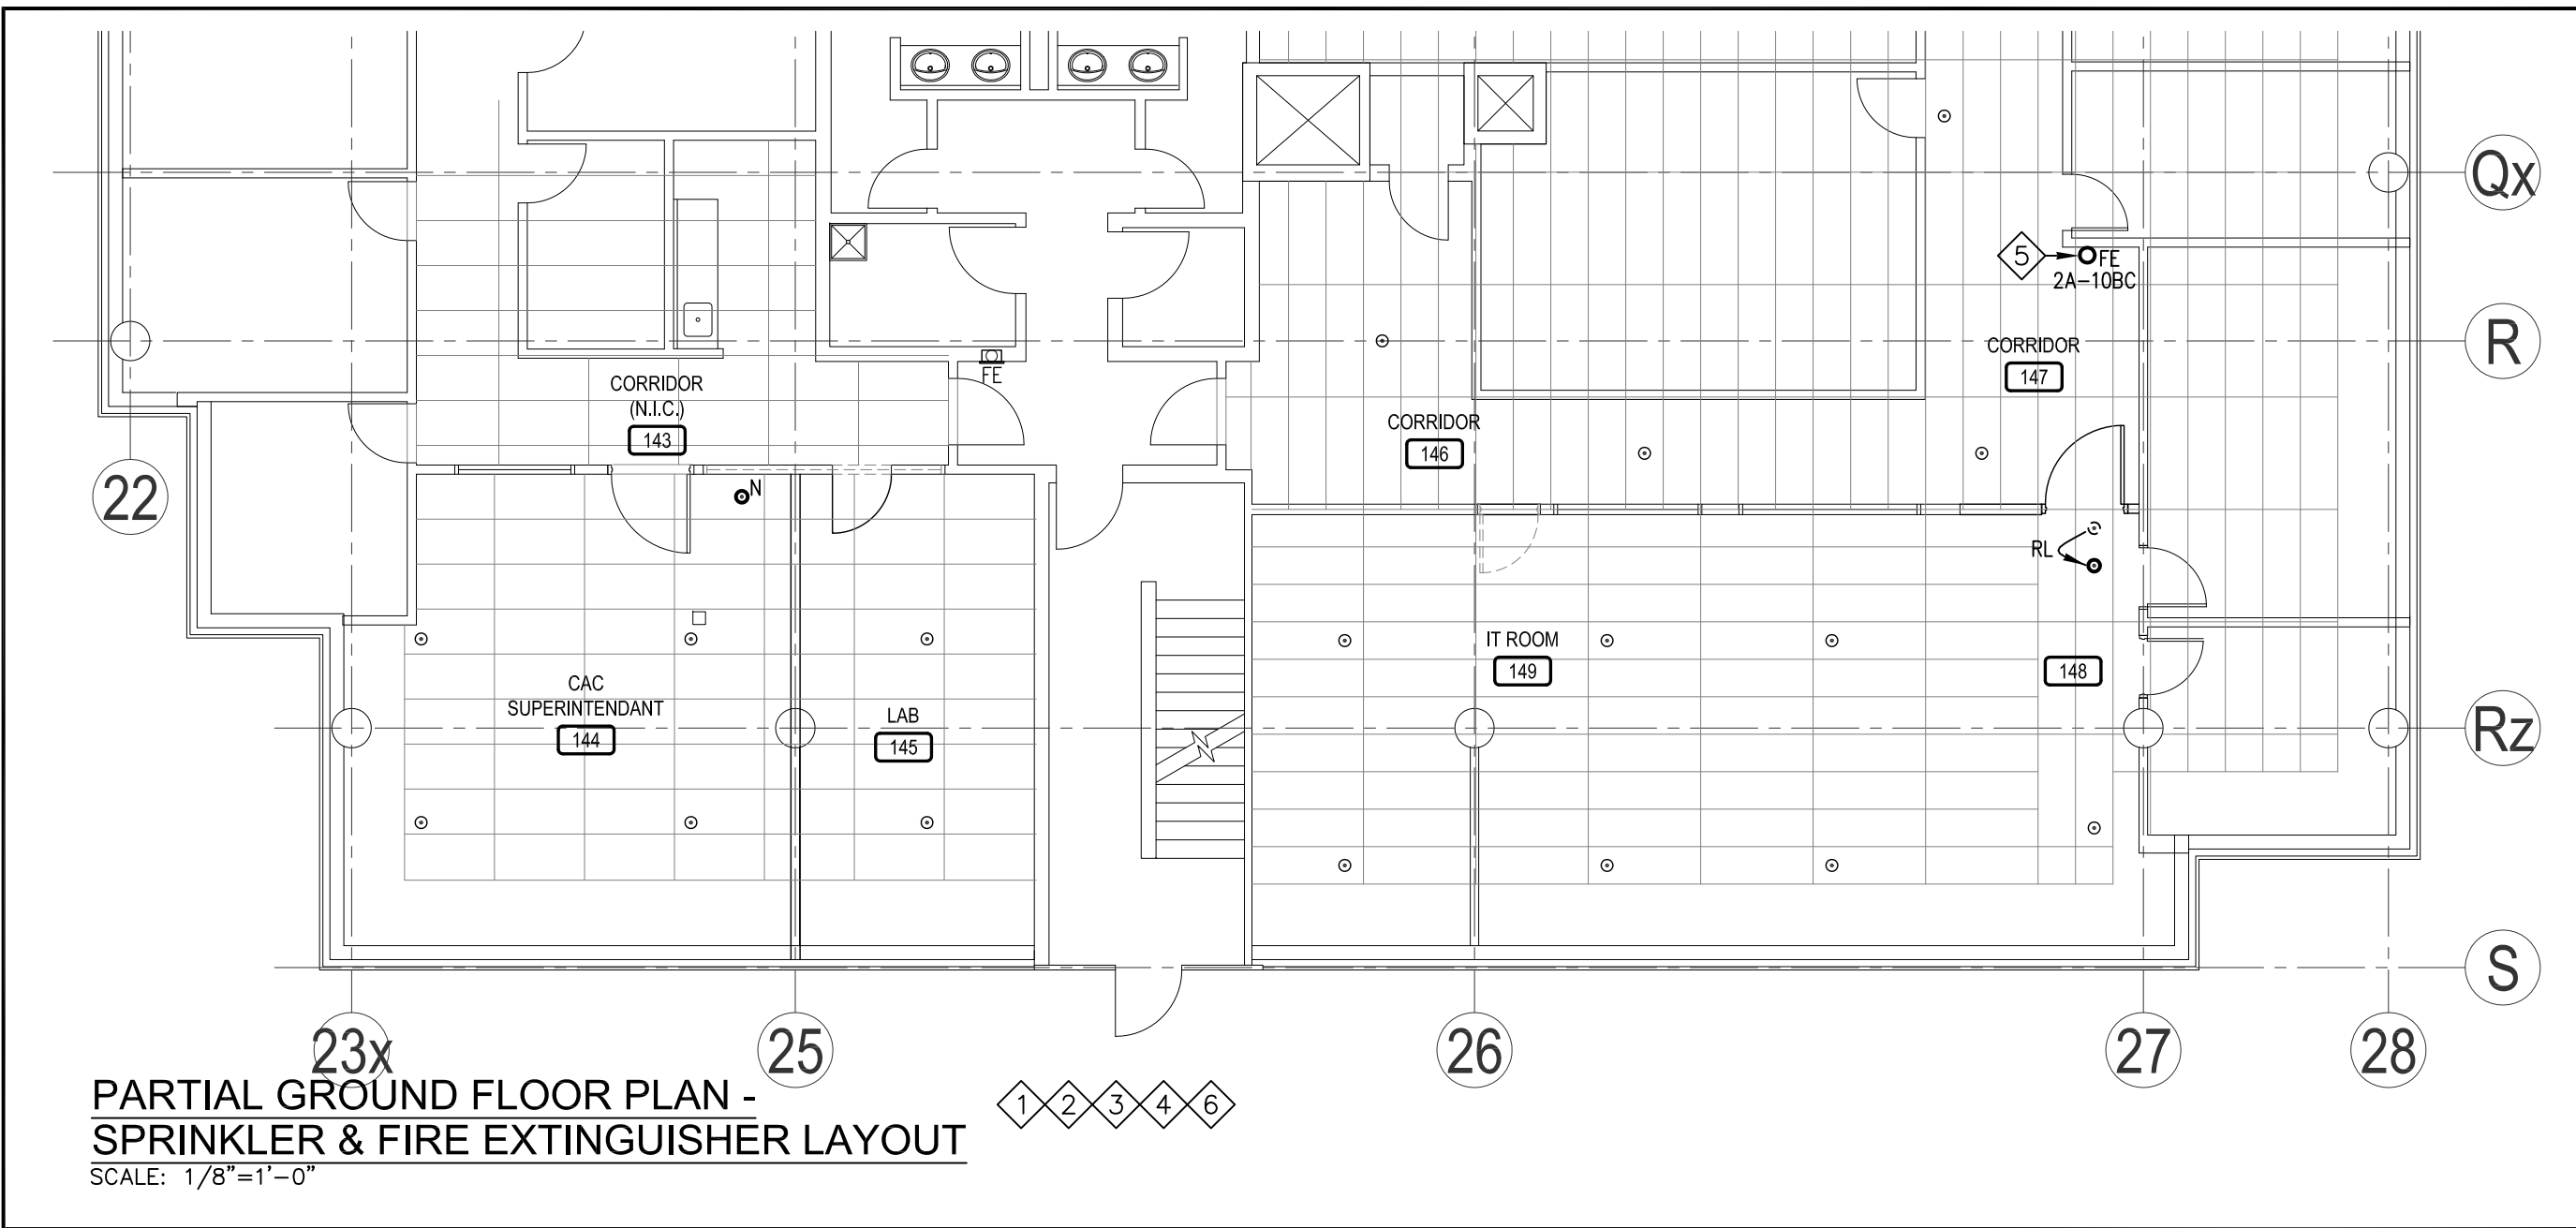 Qx
5
FE
2A-10BC
R
CORRIDOR
147
FE
CORRIDOR
(N.I.C.)
143
CORRIDOR
146
22
N
RL
IT ROOM
149
148
CAC
SUPERINTENDANT
144
LAB
145
Rz
S
23x
25
26
27
28
PARTIAL GROUND FLOOR PLAN -
SPRINKLER & FIRE EXTINGUISHER LAYOUT
1 2 3 4 6
SCALE: 1/8"=1'-0"